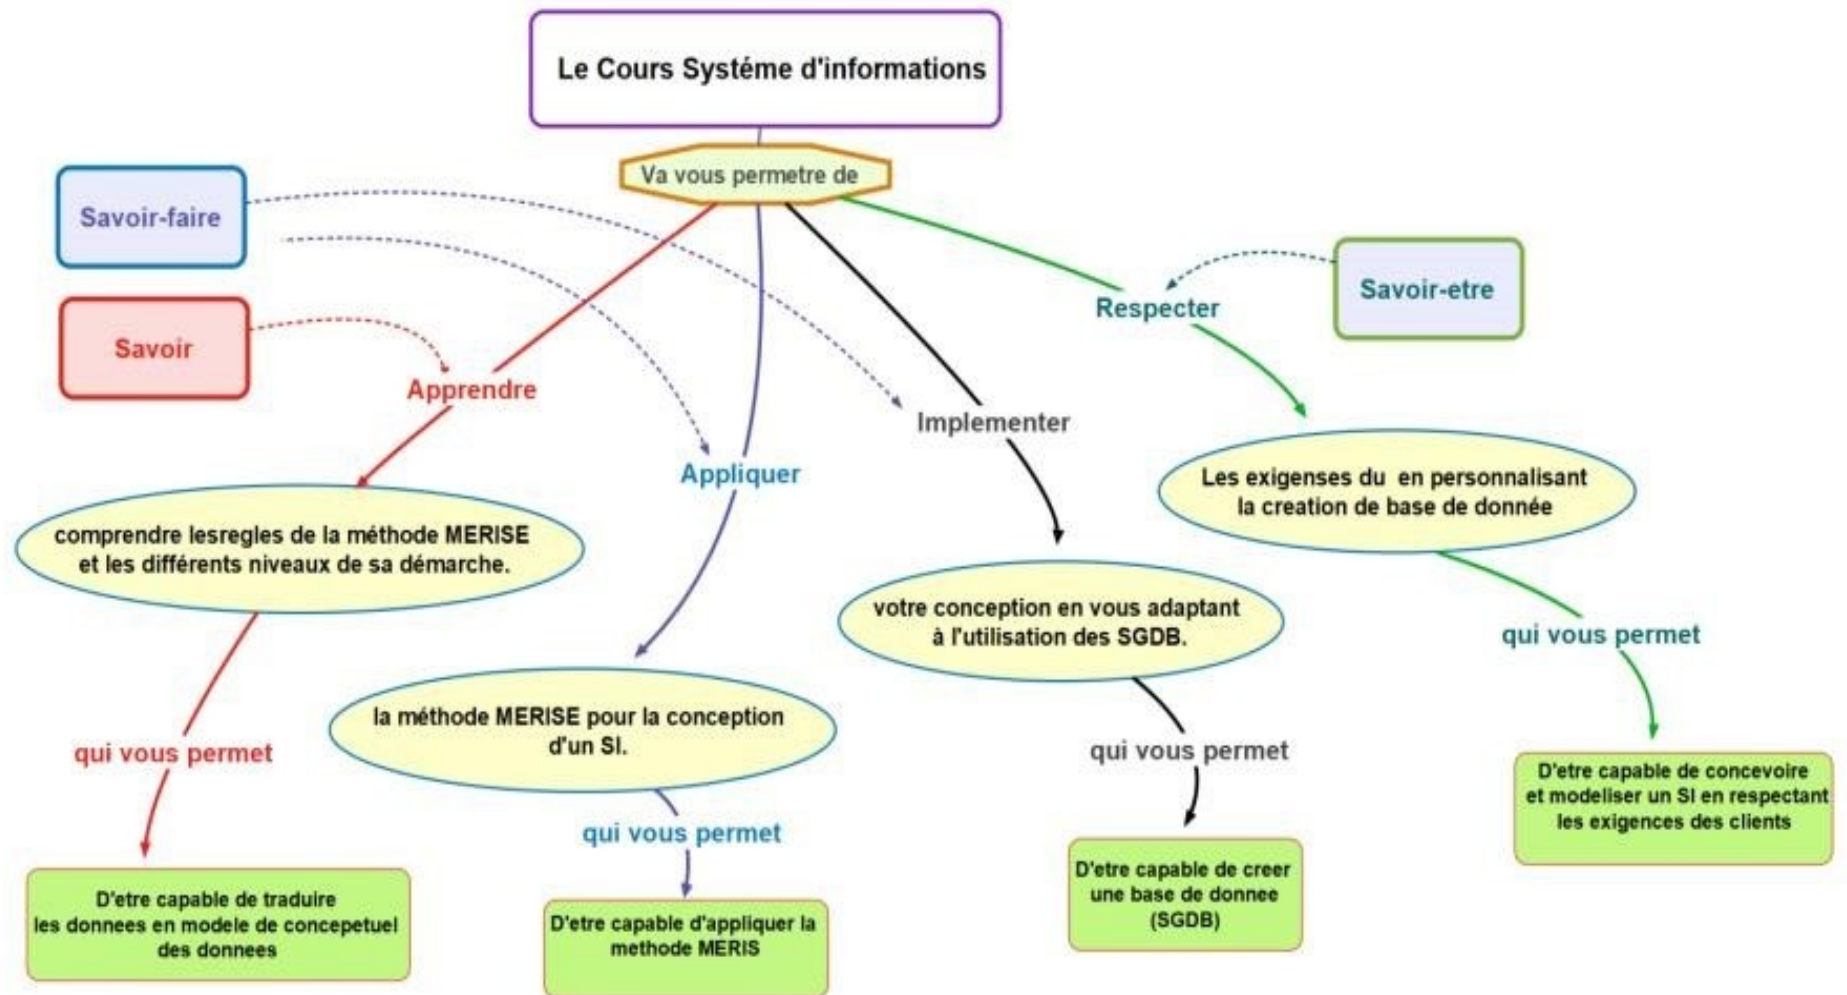 Le Cours Systéme d'informations
Va vous permetre de
Savoir-faire
Savoir
Savoir-etre
Respecter
Apprendre
Implementer
Appliquer
Les exigenses du  en personnalisant
la creation de base de donnée
comprendre lesregles de la méthode MERISE
et les différents niveaux de sa démarche.
votre conception en vous adaptant
à l'utilisation des SGDB.
qui vous permet
la méthode MERISE pour la conception
d'un SI.
qui vous permet
qui vous permet
qui vous permet
D'etre capable de concevoire
et modeliser un SI en respectant
les exigences des clients
D'etre capable de creer
une base de donnee
(SGDB)
D'etre capable de traduire
les donnees en modele de concepetuel
des donnees
D'etre capable d'appliquer la
methode MERIS